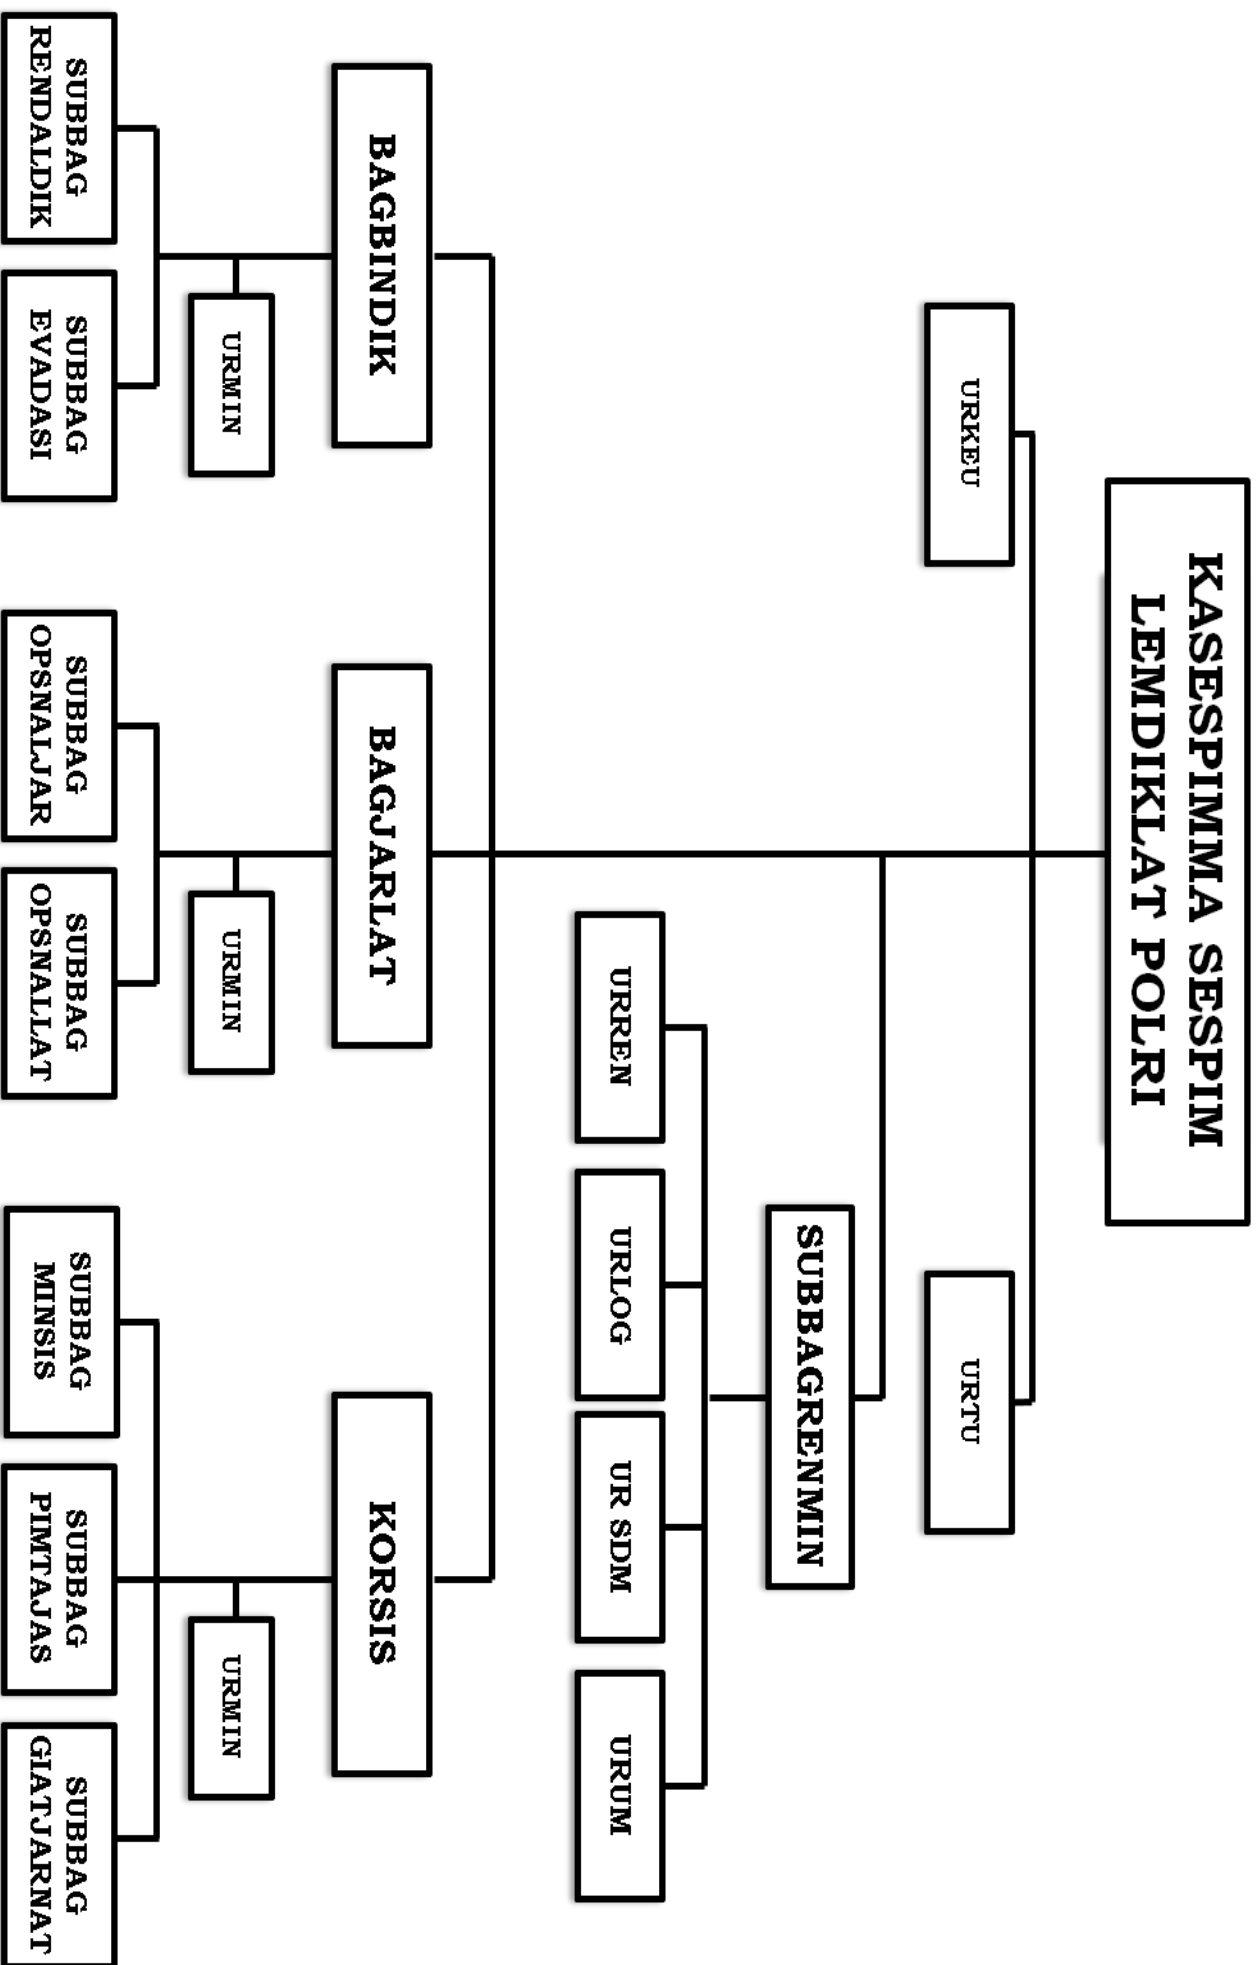 KASESPIMMA SESPIM
LEMDIKLAT POLRI
URKEU
URTU
SUBBAGRENMIN
URREN
URLOG
UR SDM
URUM
BAGBINDIK
BAGJARLAT
KORSIS
URMIN
URMIN
URMIN
SUBBAG
RENDALDIK
SUBBAG
EVADASI
SUBBAG
OPSNALJAR
SUBBAG
OPSNALLAT
SUBBAG
MINSIS
SUBBAG
PIMTAJAS
SUBBAG
GIATJARNAT